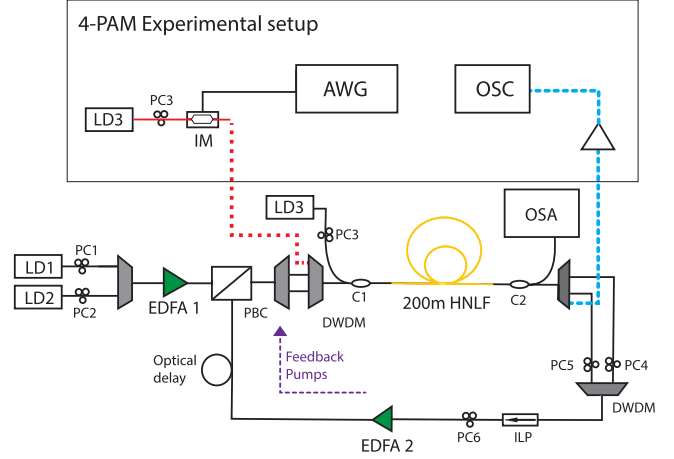 4-PAM Experimental setup
AWG
OSC
PC3
LD3
IM
LD3
PC3
OSA
PC1
LD1
LD2
PC2
EDFA 1
PBC
DWDM
C1
200m HNLF
C2
Optical
delay
Feedback
Pumps
PC5
PC4
DWDM
EDFA 2
PC6
ILP